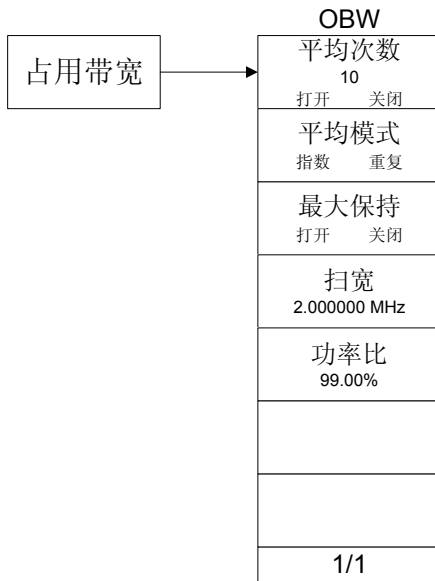 占用带宽
OBW
平均次数
10
打开 关闭
平均模式
指数 重复
最大保持
打开 关闭
扫宽
2.000000 MHz
功率比
99.00%
1/1